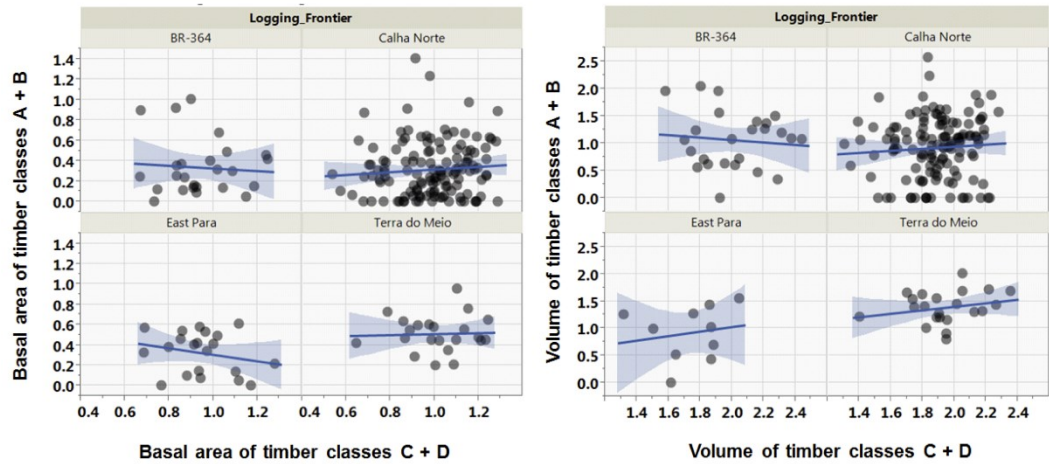 Logging_Frontier
BR-364
Calha Norte
1.4
1.2
1.0
0.8
0.6
0.4
0.2
0.0
East Para
Terra do Meio
1.4
1.2
1.0
0.8
0.6
0.4
0.2
0.0
0.4 0.6 0.8 1.0 1.2 0.4 0.6 0.8 1.0 1.2
Basal area of timber classes A + B
Basal area of timber classes C + D
Logging_Frontier
BR-364
Calha Norte
2.5
2.0
1.5
1.0
0.5
0.0
East Para
Terra do Meio
2.5
2.0
1.5
1.0
0.5
0.0
1.4 1.6 1.8 2.0 2.2 2.4 1.4 1.6 1.8 2.0 2.2 2.4
Volume of timber classes A + B
Volume of timber classes C + D